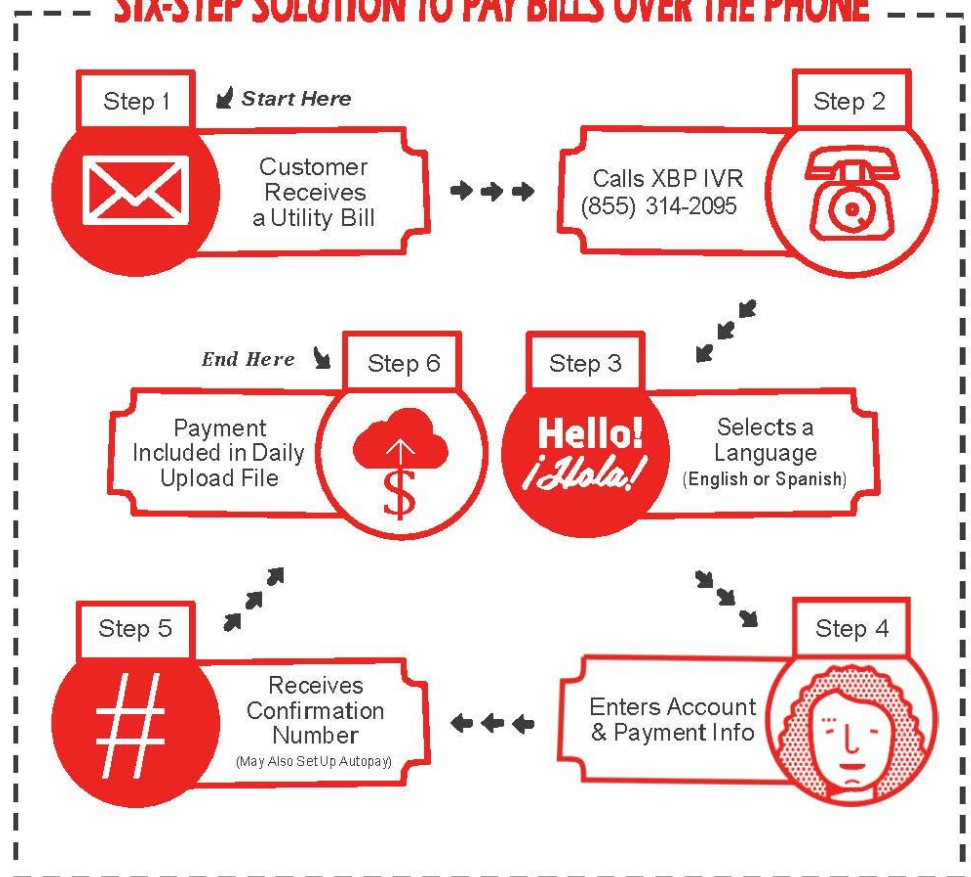 SIX-STEP SOLUTION TO PAY BILLS OVER THE PHONE
Step 1
Start Here
Customer
Receives
a Utility Bill
Step 2
Calls XBP IVR
(855) 314-2095
Step 3
Hello!
¡Hola!
Selects a
Language
(English or Spanish)
Step 4
Enters Account
& Payment Info
Step 5
#
Receives
Confirmation
Number
(May Also Set Up Autopay)
End Here
Step 6
Payment
Included in Daily
Upload File
$